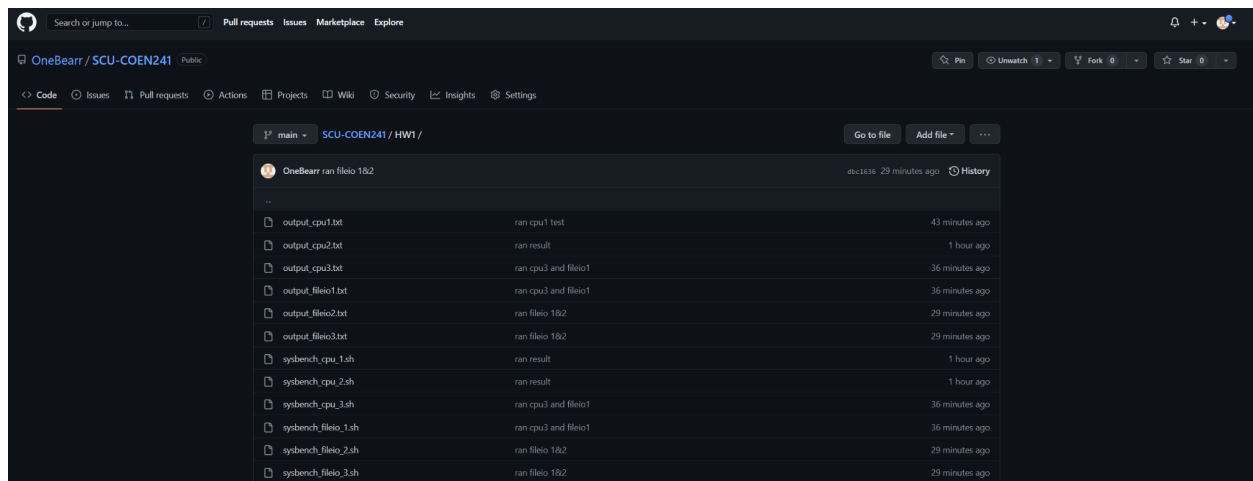 Search or jump to... / Pull requests Issues Marketplace Explore
OneBearr / SCU-COEN241 Public Pin Unwatch 1 Fork 0 Star 0
Code Issues Pull requests Actions Projects Wiki Security Insights Settings
main SCU-COEN241 / HW1 / Go to file Add file ...
OneBearr ran fileio 1&2 dbc1636 29 minutes ago History
..
output_cpu1.txt ran cpu1 test 43 minutes ago
output_cpu2.txt ran result 1 hour ago
output_cpu3.txt ran cpu3 and fileio1 36 minutes ago
output_fileio1.txt ran cpu3 and fileio1 36 minutes ago
output_fileio2.txt ran fileio 1&2 29 minutes ago
output_fileio3.txt ran fileio 1&2 29 minutes ago
sysbench_cpu_1.sh ran result 1 hour ago
sysbench_cpu_2.sh ran result 1 hour ago
sysbench_cpu_3.sh ran cpu3 and fileio1 36 minutes ago
sysbench_fileio_1.sh ran cpu3 and fileio1 36 minutes ago
sysbench_fileio_2.sh ran fileio 1&2 29 minutes ago
sysbench_fileio_3.sh ran fileio 1&2 29 minutes ago